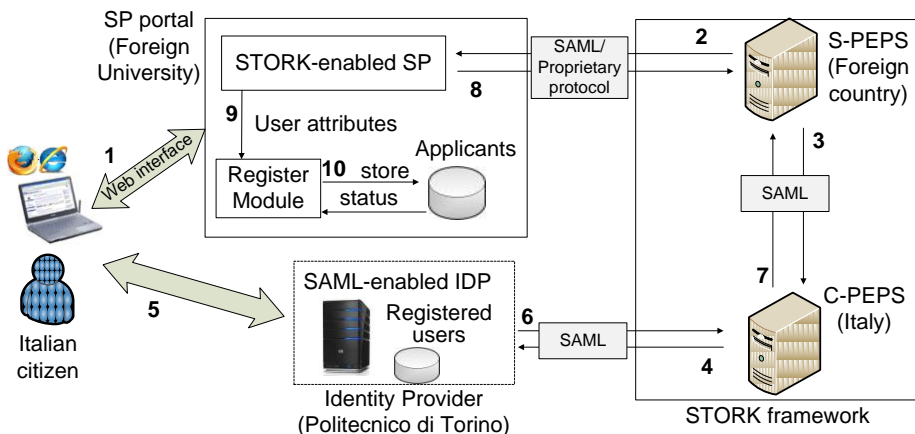 SP portal
(Foreign
University)
STORK-enabled SP
2
SAML/
Proprietary
protocol
8
S-PEPS
(Foreign
country)
9
User attributes
3
1
Web interface
Register
Module
10 store
status
Applicants
SAML
7
5
SAML-enabled IDP
Registered
users
6
SAML
4
C-PEPS
(Italy)
Italian
citizen
Identity Provider
(Politecnico di Torino)
STORK framework